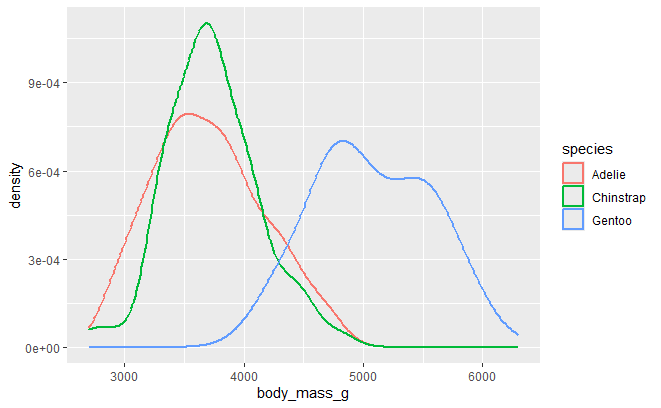 9e-04
6e-04
3e-04
0e+00
density
3000 4000 5000 6000
body_mass_g
species
Adelie
Chinstrap
Gentoo